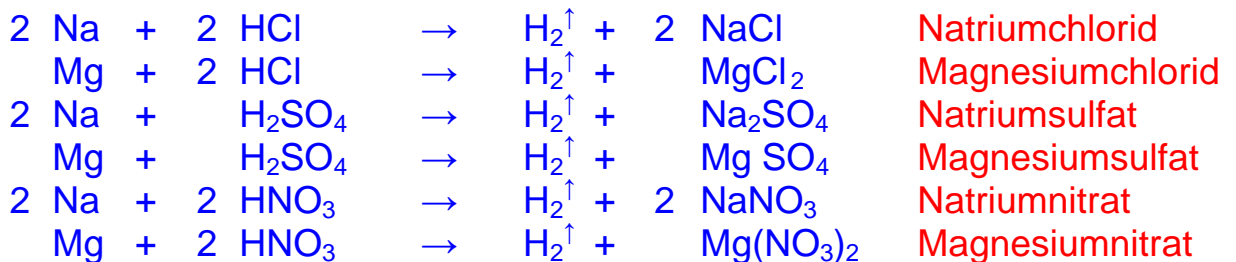 2 Na + 2 HCl → H₂↑ + 2 NaCl Natriumchlorid
Mg + 2 HCl → H₂↑ + MgCl₂ Magnesiumchlorid
2 Na + H₂SO₄ → H₂↑ + Na₂SO₄ Natriumsulfat
Mg + H₂SO₄ → H₂↑ + Mg SO₄ Magnesiumsulfat
2 Na + 2 HNO₃ → H₂↑ + 2 NaNO₃ Natriumnitrat
Mg + 2 HNO₃ → H₂↑ + Mg(NO₃)₂ Magnesiumnitrat